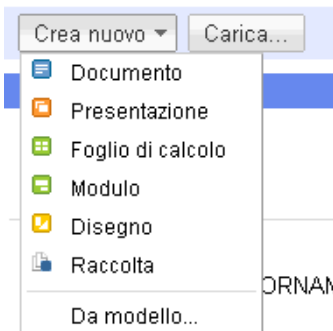 Crea nuovo Carica...
Documento
Presentazione
Foglio di calcolo
Modulo
Disegno
Raccolta
Da modello...